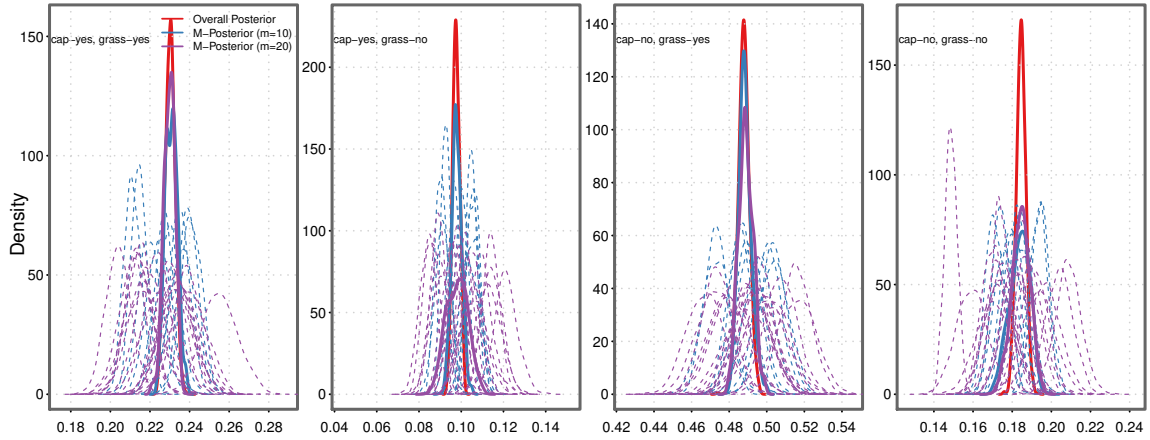 Overall Posterior
M-Posterior (m=10)
M-Posterior (m=20)
cap-yes, grass-yes
cap-yes, grass-no
cap-no, grass-yes
cap-no, grass-no
Density
150
100
50
0
200
150
100
50
0
140
120
100
80
60
40
20
0
150
100
50
0
0.18 0.20 0.22 0.24 0.26 0.28
0.04 0.06 0.08 0.10 0.12 0.14
0.42 0.44 0.46 0.48 0.50 0.52 0.54
0.14 0.16 0.18 0.20 0.22 0.24